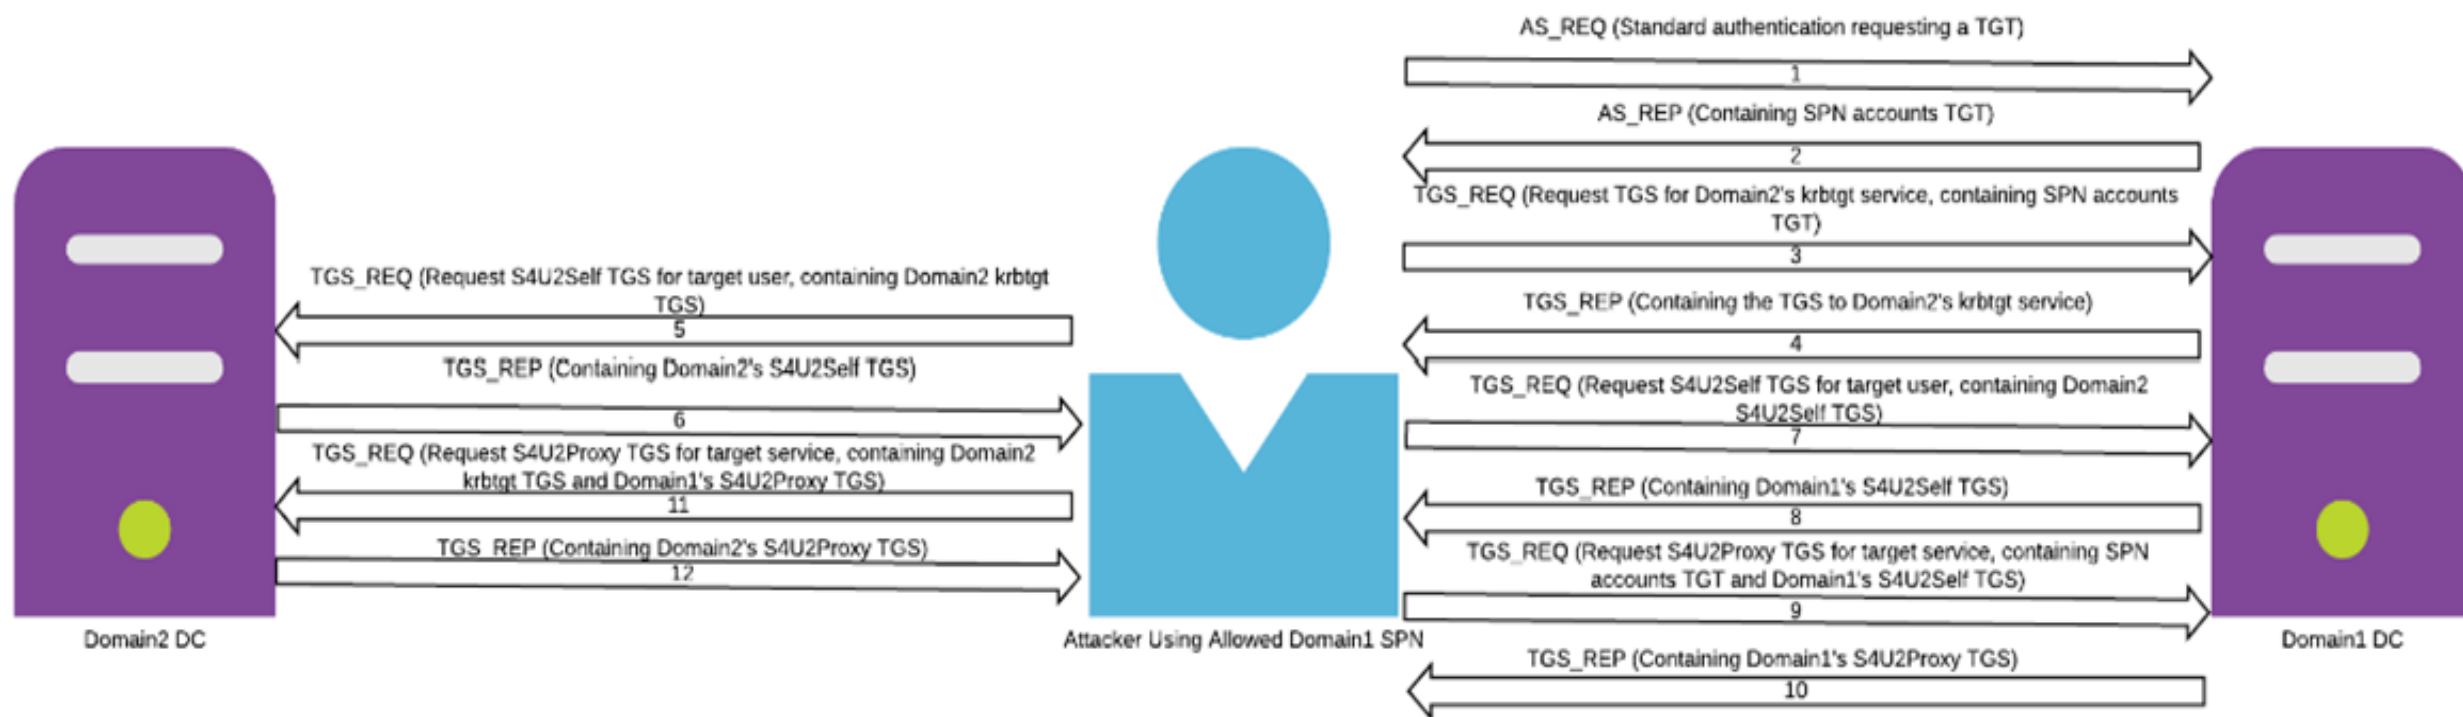 AS_REQ (Standard authentication requesting a TGT)
1
AS_REP (Containing SPN accounts TGT)
2
TGS_REQ (Request TGS for Domain2's krbtgt service, containing SPN accounts
TGT)
3
TGS_REP (Containing the TGS to Domain2's krbtgt service)
4
TGS_REQ (Request S4U2Self TGS for target user, containing Domain2 krbtgt
TGS)
5
TGS_REP (Containing Domain2's S4U2Self TGS)
6
TGS_REQ (Request S4U2Self TGS for target user, containing Domain2
S4U2Self TGS)
7
TGS_REP (Containing Domain1's S4U2Self TGS)
8
TGS_REQ (Request S4U2Proxy TGS for target service, containing SPN
accounts TGT and Domain1's S4U2Self TGS)
9
TGS_REP (Containing Domain1's S4U2Proxy TGS)
10
TGS_REQ (Request S4U2Proxy TGS for target service, containing Domain2
krbtgt TGS and Domain1's S4U2Proxy TGS)
11
TGS_REP (Containing Domain2's S4U2Proxy TGS)
12
Domain2 DC
Attacker Using Allowed Domain1 SPN
Domain1 DC